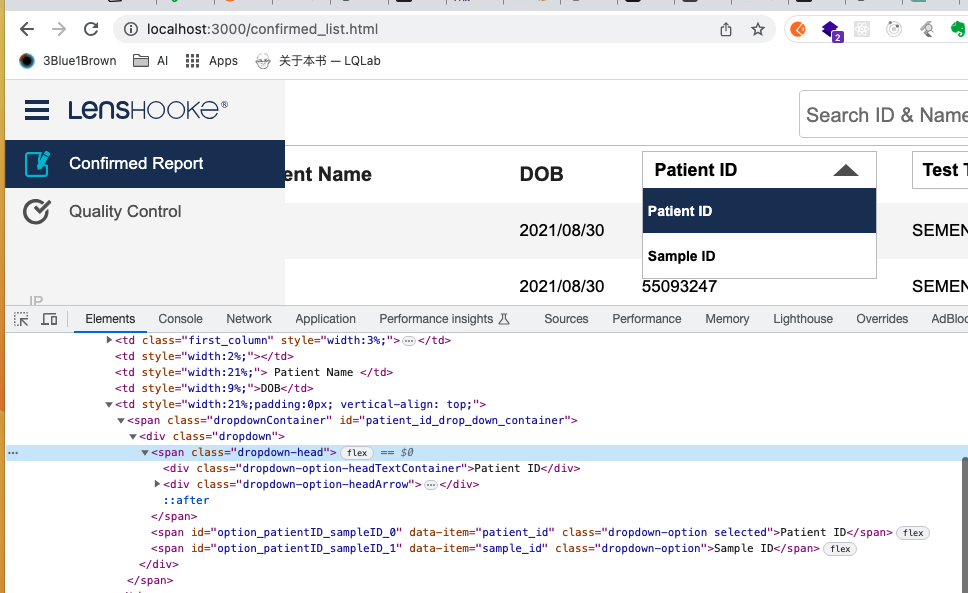 localhost:3000/confirmed_list.html
2
3Blue1Brown AI Apps 关于本书 — LQLab
LENSHOOKE®
Search ID & Name
Confirmed Report
Quality Control
IP
ent Name DOB Patient ID Test T
Patient ID
2021/08/30 SEMEN
Sample ID
2021/08/30 55093247 SEMEN
Elements Console Network Application Performance insights Sources Performance Memory Lighthouse Overrides AdBloc
<td class="first_column" style="width:3%;">…</td>
<td style="width:2%;"></td>
<td style="width:21%;"> Patient Name </td>
<td style="width:9%;">DOB</td>
<td style="width:21%;padding:0px; vertical-align: top;">
<span class="dropdownContainer" id="patient_id_drop_down_container">
<div class="dropdown">
… <span class="dropdown-head"> flex == $0
<div class="dropdown-option-headTextContainer">Patient ID</div>
<div class="dropdown-option-headArrow">…</div>
::after
</span>
<span id="option_patientID_sampleID_0" data-item="patient_id" class="dropdown-option selected">Patient ID</span> flex
<span id="option_patientID_sampleID_1" data-item="sample_id" class="dropdown-option">Sample ID</span> flex
</div>
</span>